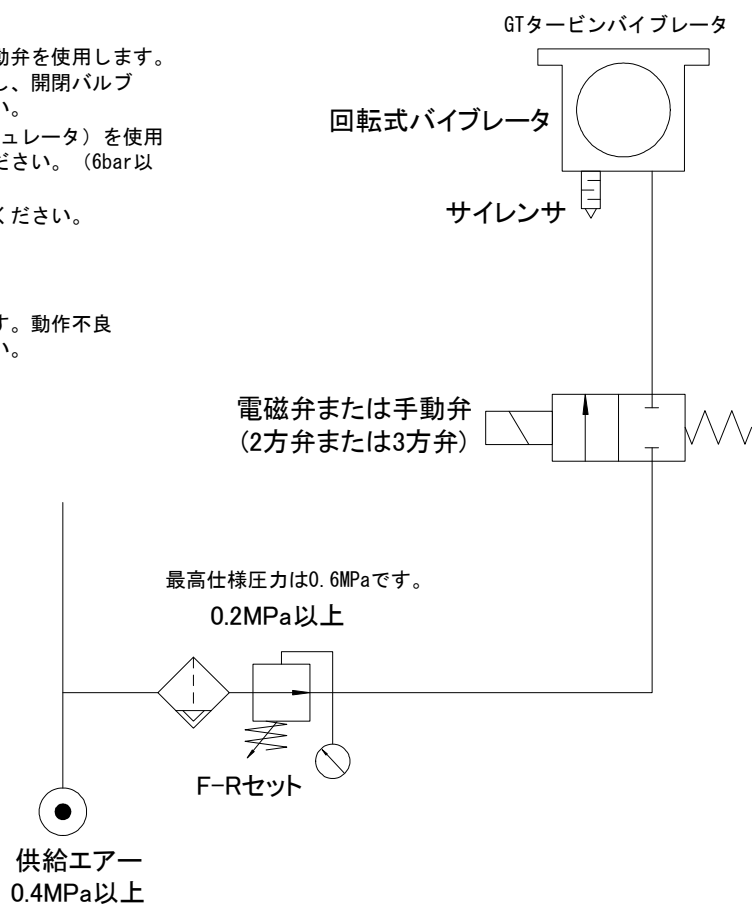 GTタービンバイブレータ
動弁を使用します。
し、開閉バルブ
い。
ュレータ）を使用
ださい。（6bar以
ください。
す。動作不良
い。
回転式バイブレータ
サイレンサ
電磁弁または手動弁
(2方弁または3方弁)
最高仕様圧力は0.6MPaです。
0.2MPa以上
F-Rセット
供給エアー
0.4MPa以上